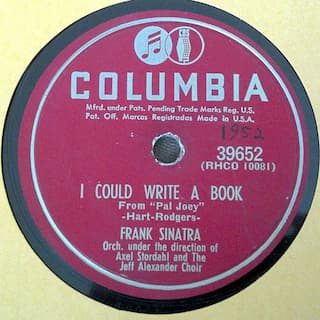 COLUMBIA
Mfrd. under Pats. Pending Trade Marks Reg. U.S.
Pat. Off. Marcas Registradas Made in U.S.A.
1952
39652
(RHCO 10081)
I COULD WRITE A BOOK
From "Pal Joey"
-Hart-Rodgers-
FRANK SINATRA
Orch. under the direction of
Axel Stordahl and The
Jeff Alexander Choir